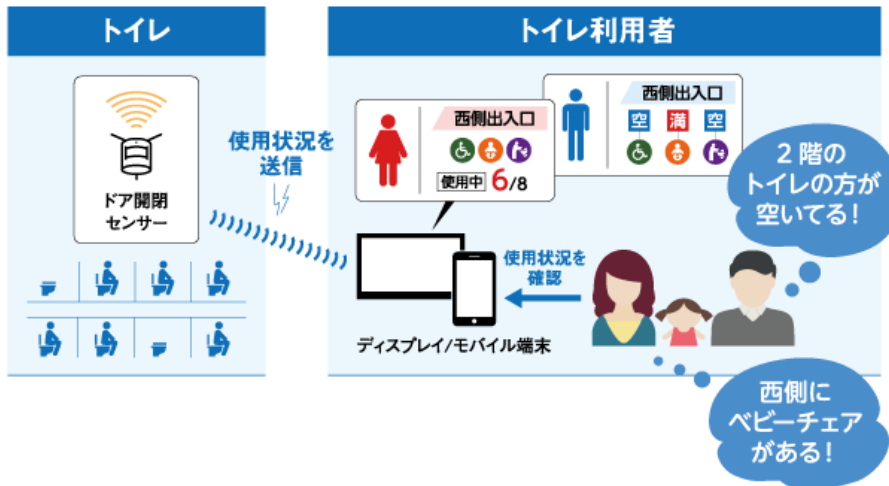 トイレ
ドア開閉
センサー
使用状況を
送信
トイレ利用者
西側出入口
使用中 6/8
西側出入口
空 満 空
2階の
トイレの方が
空いてる!
使用状況を
確認
ディスプレイ/モバイル端末
西側に
ベビーチェア
がある!